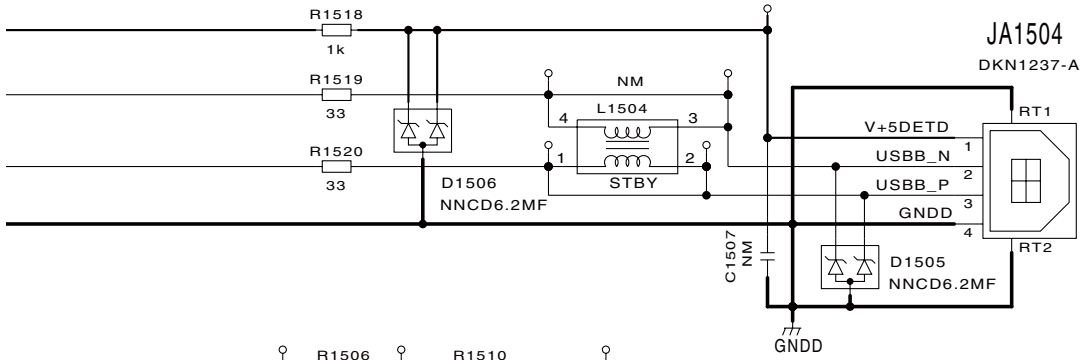 R1518
1k
JA1504
DKN1237-A
R1519
33
NM
L1504
4
3
RT1
V+5DETD
1
R1520
33
1
2
STBY
USBB_N
2
USBB_P
3
D1506
NNCD6.2MF
GNDD
4
C1507
NM
RT2
D1505
NNCD6.2MF
GNDD
R1506
R1510